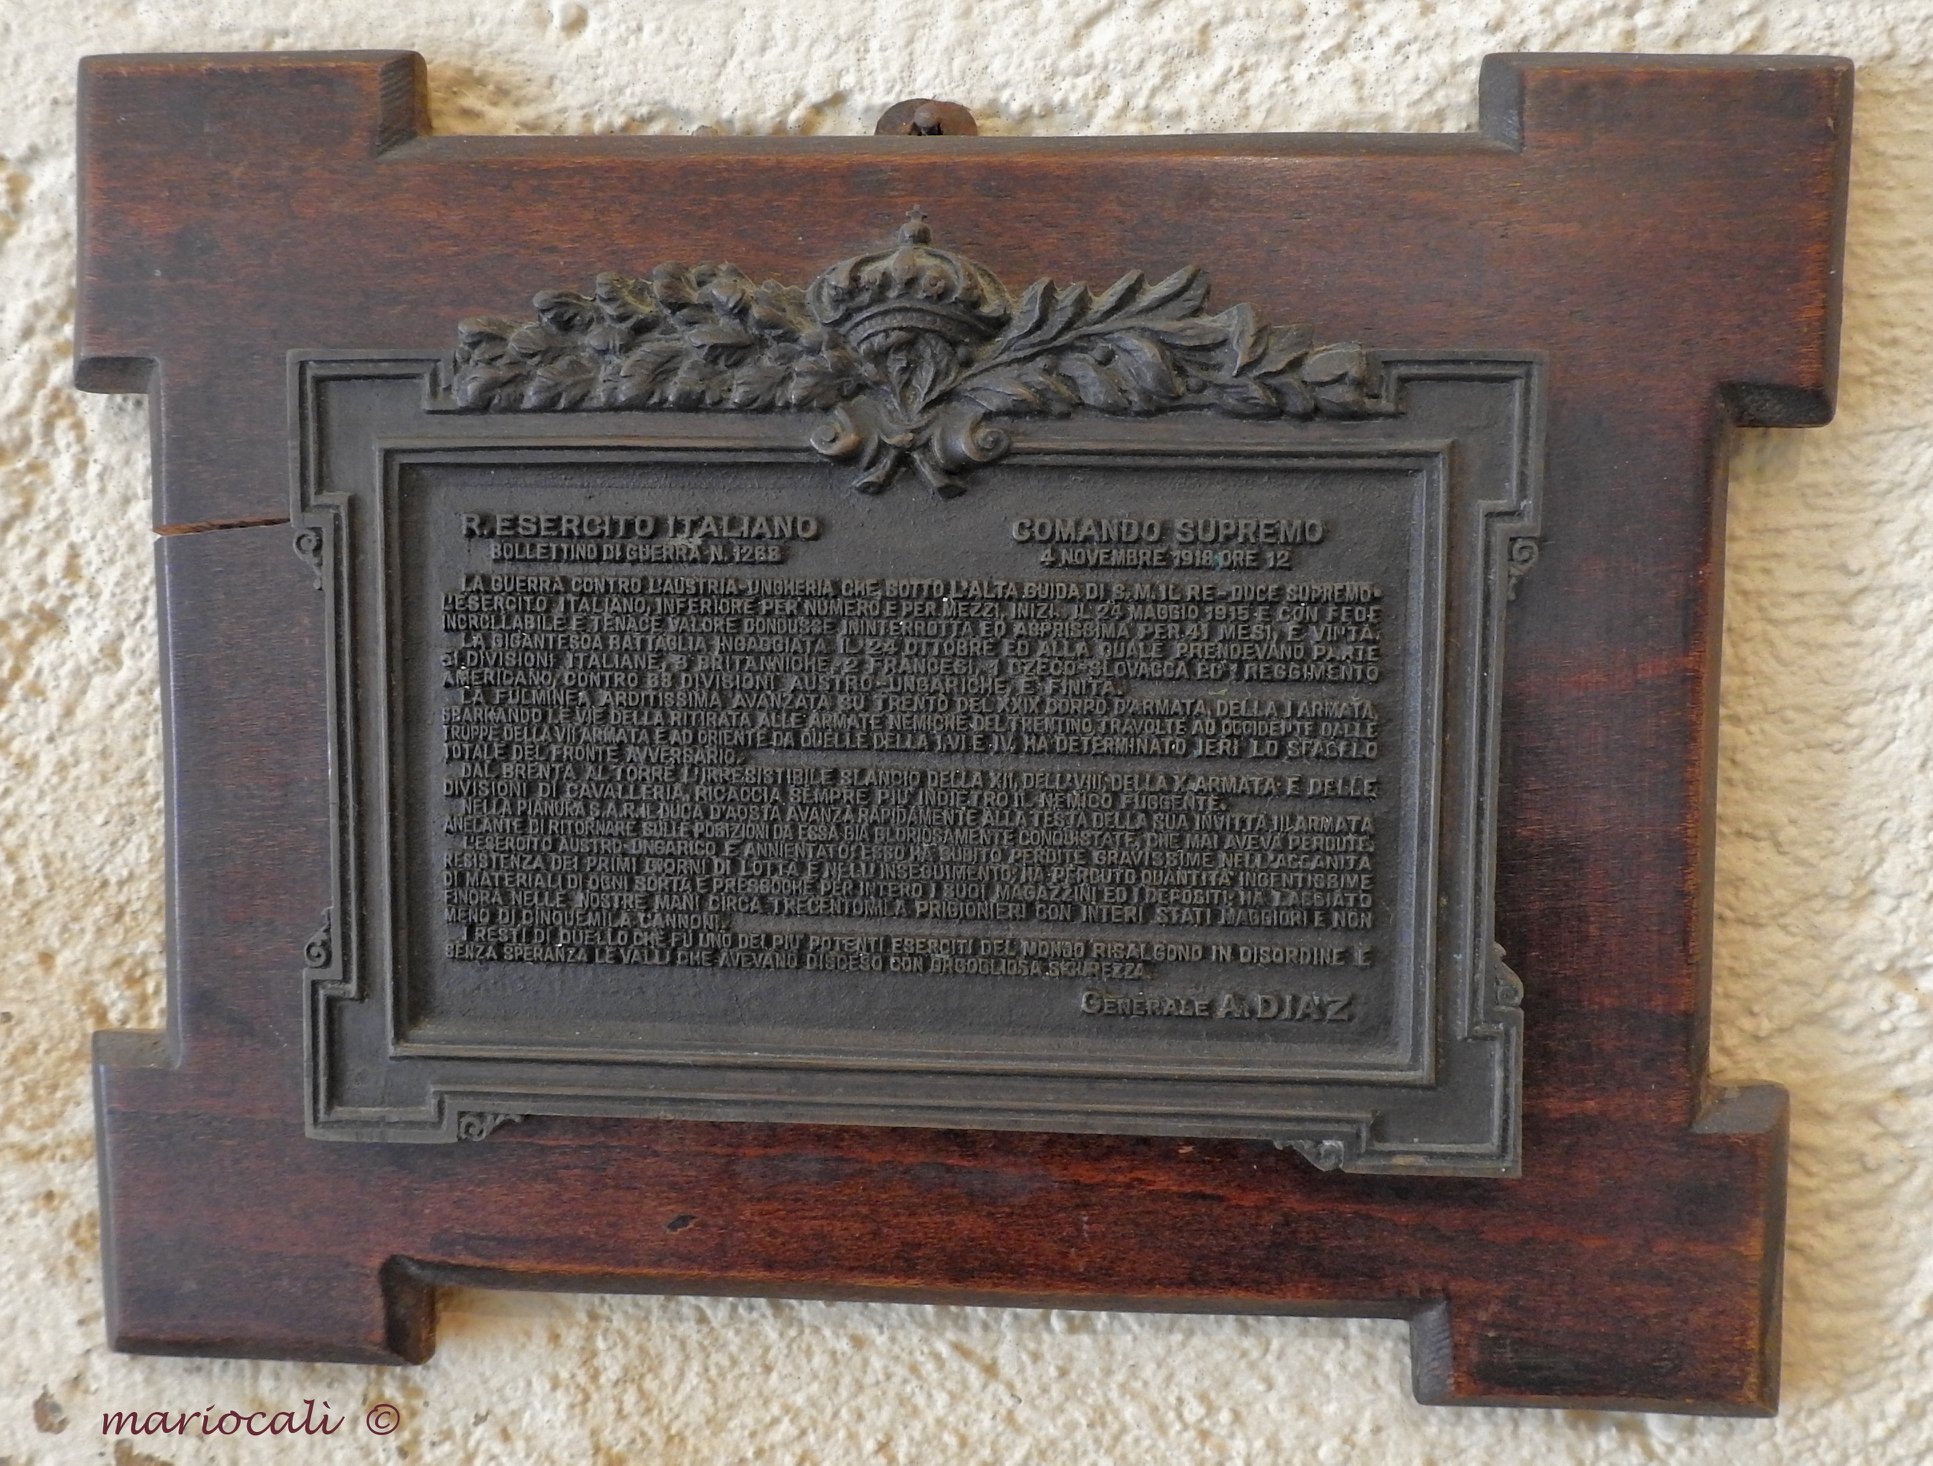 R. ESERCITO ITALIANO
BOLLETTINO DI GUERRA N. 1268
COMANDO SUPREMO
4 NOVEMBRE 1918 ORE 12
LA GUERRA CONTRO L'AUSTRIA-UNGHERIA CHE, SOTTO L'ALTA GUIDA DI S.M. IL RE-DUCE SUPREMO-
L'ESERCITO ITALIANO, INFERIORE PER NUMERO E PER MEZZI, INIZIÒ IL 24 MAGGIO 1915 E CON FEDE
INCROLLABILE E TENACE VALORE CONDUSSE ININTERROTTA ED ASPRISSIMA PER 41 MESI, È VINTA.
LA GIGANTESCA BATTAGLIA INGAGGIATA IL 24 OTTOBRE ED ALLA QUALE PRENDEVANO PARTE
51 DIVISIONI ITALIANE, 3 BRITANNICHE, 2 FRANCESI, 1 CZECO-SLOVACCA ED 1 REGGIMENTO
AMERICANO, CONTRO 63 DIVISIONI AUSTRO-UNGARICHE, È FINITA.
LA FULMINEA ARDITISSIMA AVANZATA SU TRENTO DEL XXIX CORPO D'ARMATA, DELLA I ARMATA,
SBARRANDO LE VIE DELLA RITIRATA ALLE ARMATE NEMICHE DEL TRENTINO, TRAVOLTE AD OCCIDENTE DALLE
TRUPPE DELLA VII ARMATA E AD ORIENTE DA QUELLE DELLA I, VI E IV, HA DETERMINATO IERI LO SFACELO
TOTALE DEL FRONTE AVVERSARIO.
DAL BRENTA AL TORRE L'IRRESISTIBILE SLANCIO DELLA XII, DELL'VIII, DELLA X ARMATA E DELLE
DIVISIONI DI CAVALLERIA, RICACCIA SEMPRE PIÙ INDIETRO IL NEMICO FUGGENTE.
NELLA PIANURA S.A.R. IL DUCA D'AOSTA AVANZA RAPIDAMENTE ALLA TESTA DELLA SUA INVITTA III ARMATA
ANELANTE DI RITORNARE SULLE POSIZIONI DA ESSA GIÀ GLORIOSAMENTE CONQUISTATE, CHE MAI AVEVA PERDUTE.
L'ESERCITO AUSTRO-UNGARICO È ANNIENTATO: ESSO HA SUBITO PERDITE GRAVISSIME NELL'ACCANITA
RESISTENZA DEI PRIMI GIORNI DI LOTTA E NELL'INSEGUIMENTO; HA PERDUTO QUANTITÀ INGENTISSIME
DI MATERIALI DI OGNI SORTA E PRESSOCHÈ PER INTERO I SUOI MAGAZZINI ED I DEPOSITI; HA LASCIATO
FINORA NELLE NOSTRE MANI CIRCA TRECENTOMILA PRIGIONIERI CON INTERI STATI MAGGIORI E NON
MENO DI CINQUEMILA CANNONI.
I RESTI DI QUELLO CHE FU UNO DEI PIÙ POTENTI ESERCITI DEL MONDO RISALGONO IN DISORDINE E
SENZA SPERANZA LE VALLI CHE AVEVANO DISCESO CON ORGOGLIOSA SICUREZZA.
GENERALE A. DIAZ
mariocalì ©